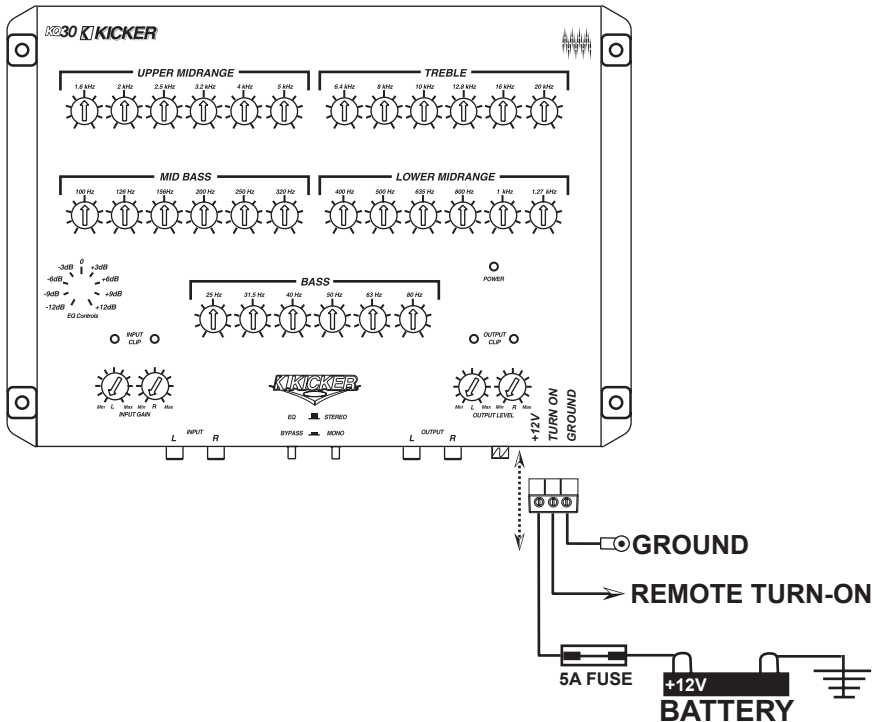 KQ30 KICKER
UPPER MIDRANGE
TREBLE
1.6 kHz 2 kHz 2.5 kHz 3.2 kHz 4 kHz 5 kHz
6.4 kHz 8 kHz 10 kHz 12.8 kHz 16 kHz 20 kHz
MID BASS
LOWER MIDRANGE
100 Hz 126 Hz 156Hz 200 Hz 250 Hz 320 Hz
400 Hz 500 Hz 635 Hz 800 Hz 1 kHz 1.27 kHz
0
-3dB +3dB
-6dB +6dB
-9dB +9dB
-12dB +12dB
EQ Controls
BASS
25 Hz 31.5 Hz 40 Hz 50 Hz 63 Hz 80 Hz
POWER
INPUT
CLIP
OUTPUT
CLIP
KICKER
Min L Max Min R Max
INPUT GAIN
Min L Max Min R Max
OUTPUT LEVEL
EQ STEREO
BYPASS MONO
INPUT
L R
OUTPUT
L R
+12V
TURN ON
GROUND
GROUND
REMOTE TURN-ON
5A FUSE
+12V
BATTERY